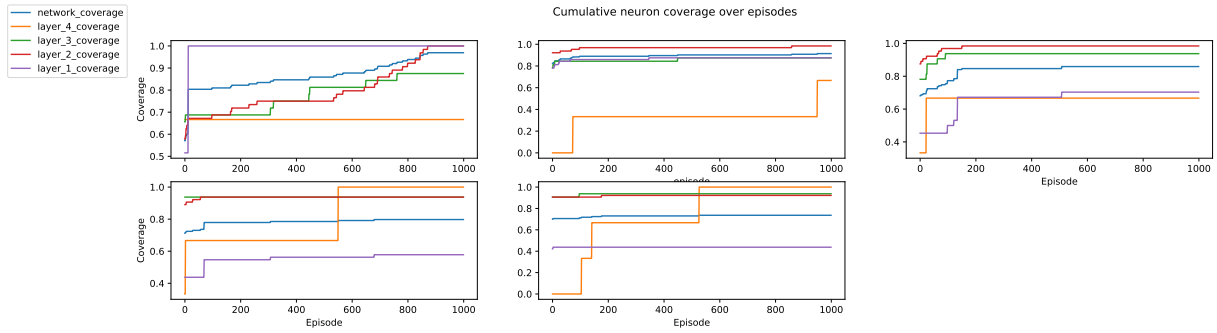 Cumulative neuron coverage over episodes
network_coverage
layer_4_coverage
layer_3_coverage
layer_2_coverage
layer_1_coverage
Coverage
1.0
0.9
0.8
0.7
0.6
0.5
0 200 400 600 800 1000
1.0
0.8
0.6
0.4
0.2
0.0
0 200 400 600 800 1000
episode
1.0
0.8
0.6
0.4
0 200 400 600 800 1000
Episode
Coverage
1.0
0.8
0.6
0.4
0 200 400 600 800 1000
Episode
1.0
0.8
0.6
0.4
0.2
0.0
0 200 400 600 800 1000
Episode